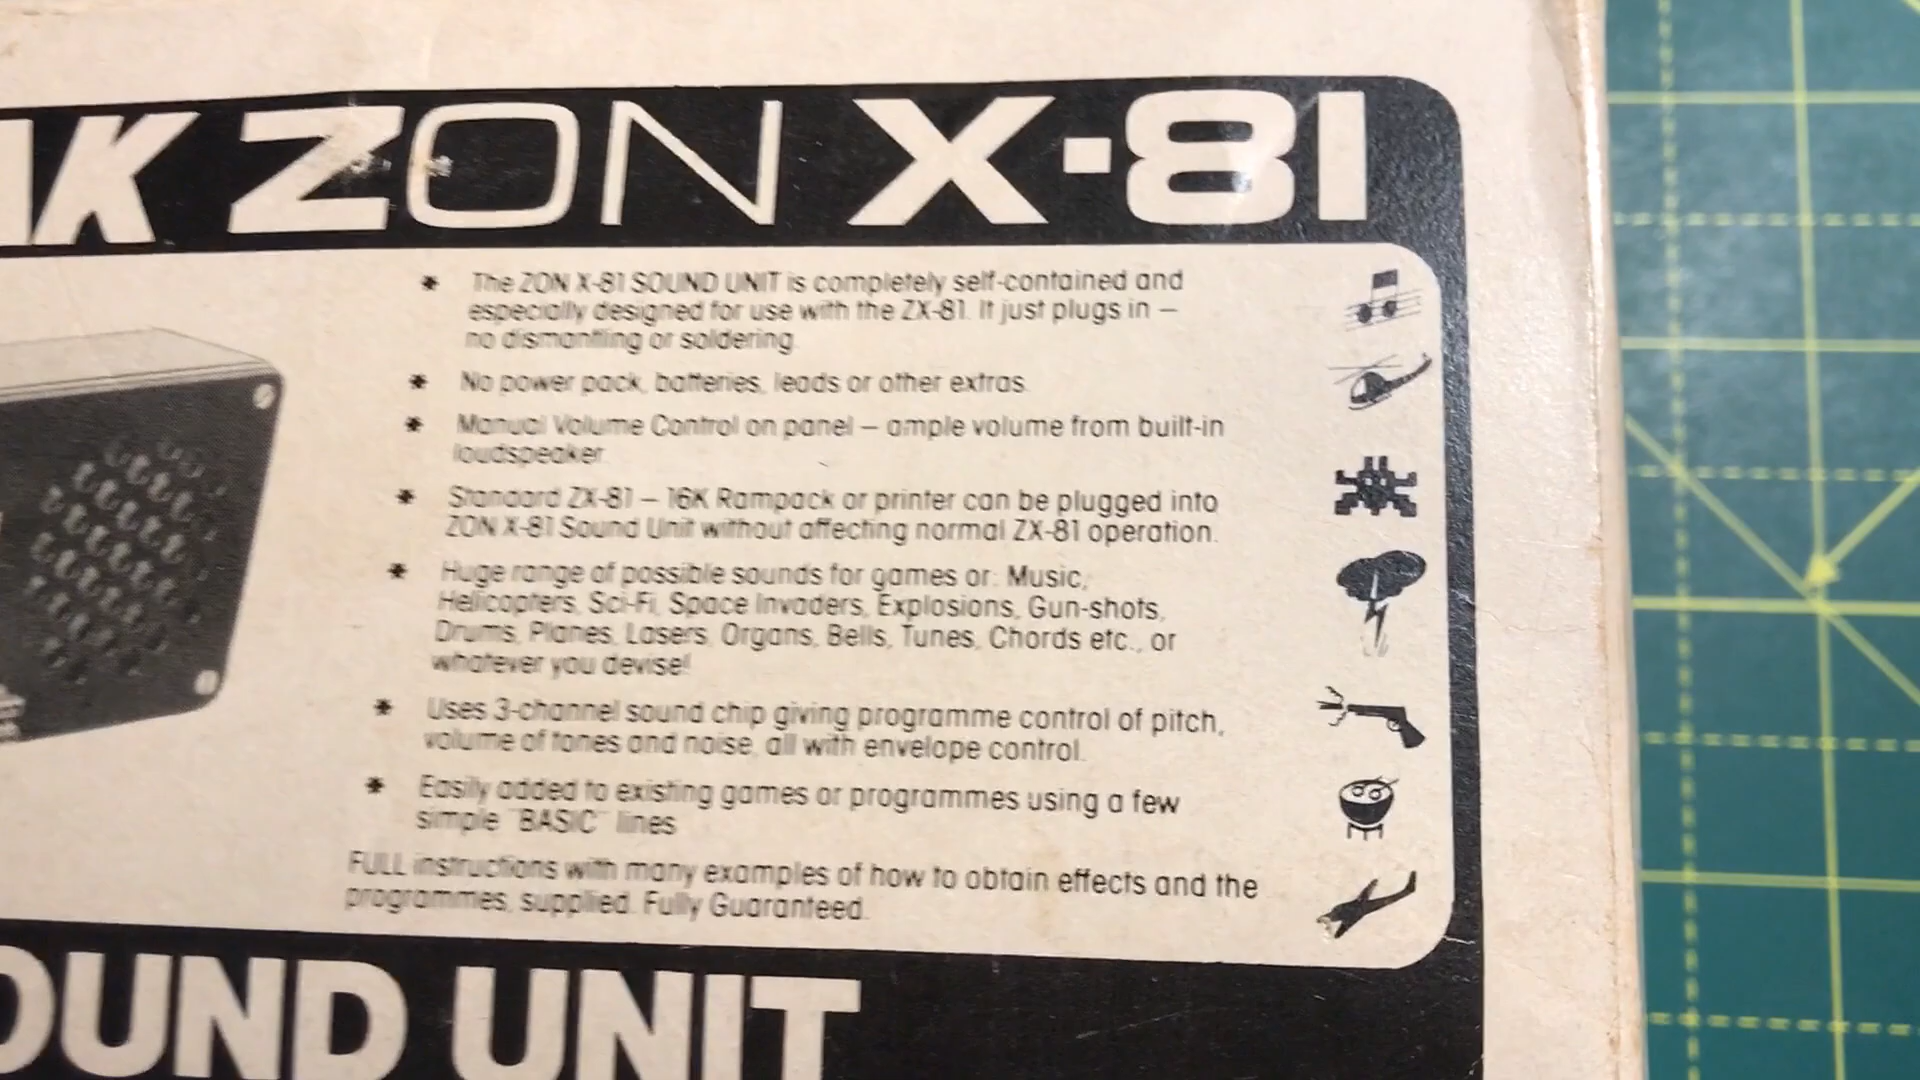 AK ZON X·81
* The ZON X-81 SOUND UNIT is completely self-contained and
especially designed for use with the ZX-81. It just plugs in –
no dismantling or soldering.
* No power pack, batteries, leads or other extras.
* Manual Volume Control on panel – ample volume from built-in
loudspeaker.
* Standard ZX-81 – 16K Rampack or printer can be plugged into
ZON X-81 Sound Unit without affecting normal ZX-81 operation.
* Huge range of possible sounds for games or: Music,
Helicopters, Sci-Fi, Space Invaders, Explosions, Gun-shots,
Drums, Planes, Lasers, Organs, Bells, Tunes, Chords etc., or
whatever you devise!
* Uses 3-channel sound chip giving programme control of pitch,
volume of tones and noise, all with envelope control.
* Easily added to existing games or programmes using a few
simple "BASIC" lines
FULL instructions with many examples of how to obtain effects and the
programmes, supplied. Fully Guaranteed.
OUND UNIT